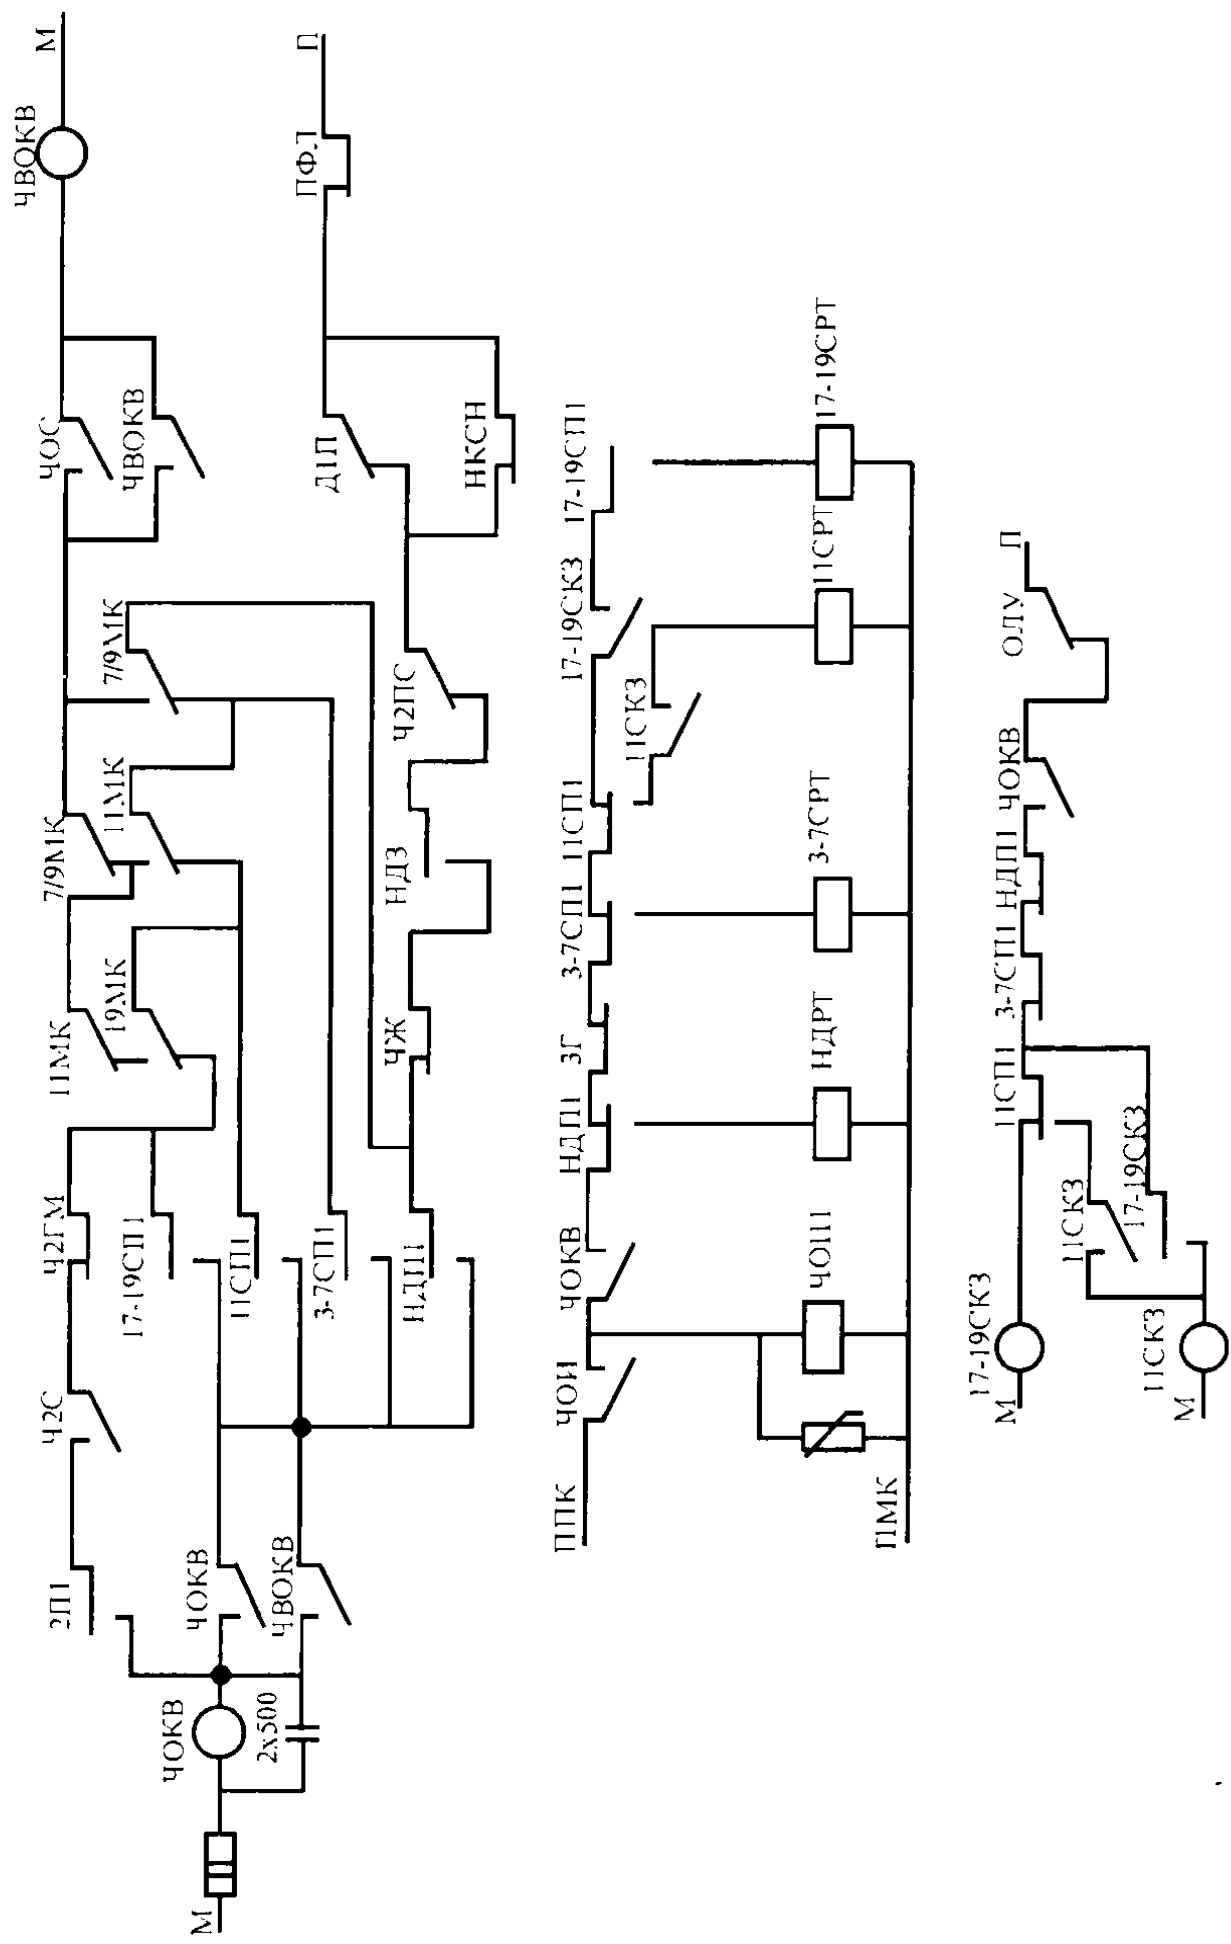 М
ЧВОКВ
ЧОС
ЧВОКВ
7/9МК
7/9МК
11МК
11МК
19МК
Ч2ГМ
17-19СП1
11СП1
3-7СП1
НДП1
Ч2С
2П1
ЧОКВ
ЧВОКВ
ЧОКВ
2х500
М
П
ПФЛ
Д1П
НКСН
Ч2ПС
НДЗ
ЧЖ
ППК
ЧОИ
ЧОКВ
НДП1
ЗГ
3-7СП1
11СП1
17-19СКЗ
17-19СП1
11СКЗ
ПМК
НДРТ
3-7СРТ
11СРТ
17-19СРТ
М
17-19СКЗ
11СП1
3-7СП1
НДП1
ЧОКВ
ОЛУ
П
11СКЗ
17-19СКЗ
М
11СКЗ